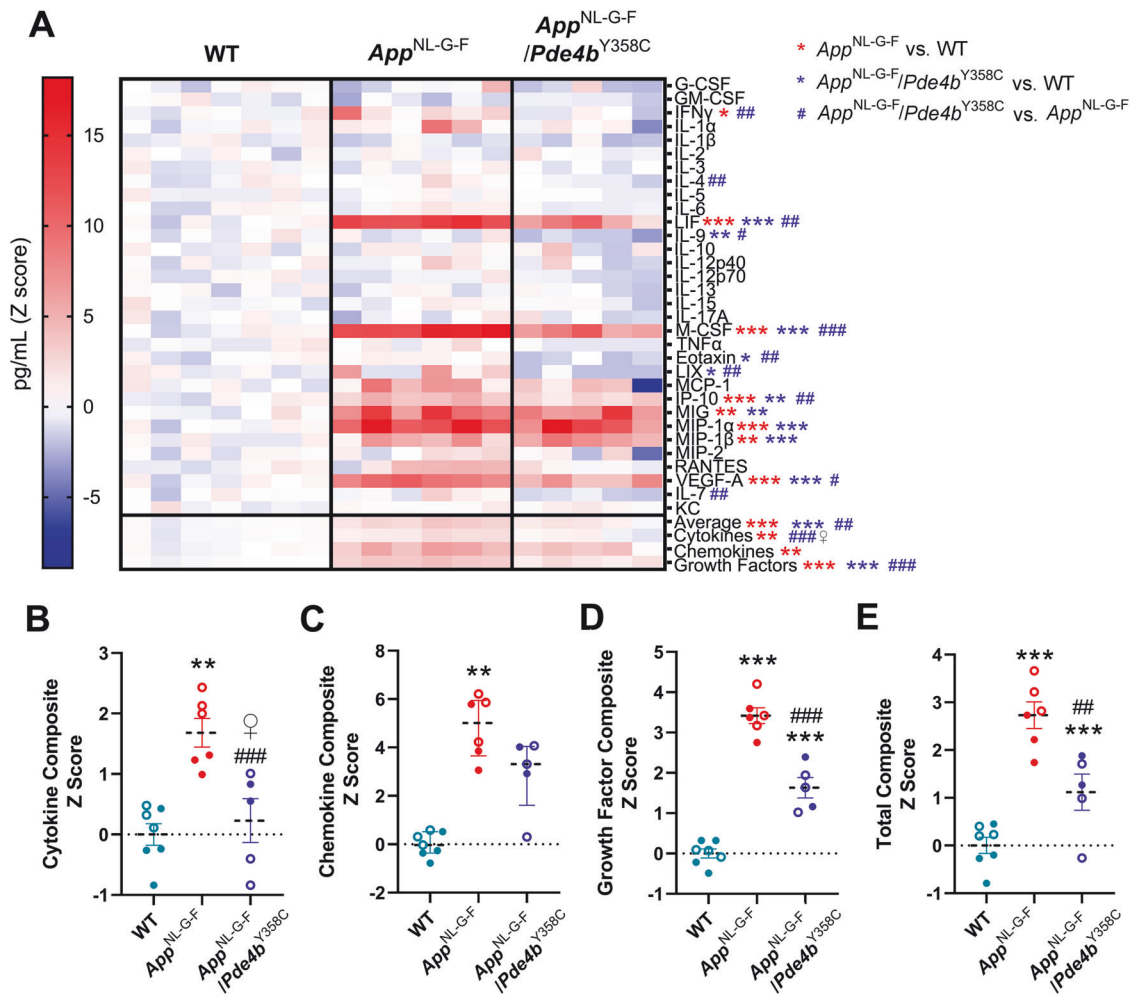 A
WT
App^NL-G-F
App^NL-G-F
/Pde4b^Y358C
* App^NL-G-F vs. WT
* App^NL-G-F/Pde4b^Y358C vs. WT
# App^NL-G-F/Pde4b^Y358C vs. App^NL-G-F
pg/mL (Z score)
15
10
5
0
-5
G-CSF
GM-CSF
IFNγ * ##
IL-1α
IL-1β
IL-2
IL-3
IL-4 ##
IL-5
IL-6
LIF *** *** ##
IL-9 ** #
IL-10
IL-12p40
IL-12p70
IL-13
IL-15
IL-17A
M-CSF *** *** ###
TNFα
Eotaxin * ##
LIX * ##
MCP-1
IP-10 *** ** ##
MIG ** **
MIP-1α *** ***
MIP-1β ** ***
MIP-2
RANTES
VEGF-A *** *** #
IL-7 ##
KC
Average *** *** ##
Cytokines ** ###♀
Chemokines **
Growth Factors *** *** ###
B
Cytokine Composite
Z Score
3
2
1
0
-1
**
♀
###
WT
App^NL-G-F
App^NL-G-F
/Pde4b^Y358C
C
Chemokine Composite
Z Score
8
6
4
2
0
-2
**
WT
App^NL-G-F
App^NL-G-F
/Pde4b^Y358C
D
Growth Factor Composite
Z Score
5
4
3
2
1
0
-1
***
###
***
WT
App^NL-G-F
App^NL-G-F
/Pde4b^Y358C
E
Total Composite
Z Score
4
3
2
1
0
-1
***
##
***
WT
App^NL-G-F
App^NL-G-F
/Pde4b^Y358C